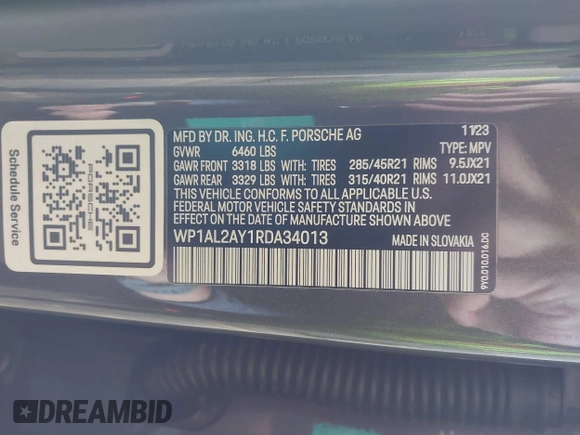 Schedule Service
PORSCHE
MFD BY DR. ING. H.C. F. PORSCHE AG 11/23
GVWR 6460 LBS TYPE: MPV
GAWR FRONT 3318 LBS WITH: TIRES 285/45R21 RIMS 9.5JX21
GAWR REAR 3329 LBS WITH: TIRES 315/40R21 RIMS 11.0JX21
THIS VEHICLE CONFORMS TO ALL APPLICABLE U.S.
FEDERAL MOTOR VEHICLE SAFETY STANDARDS IN
EFFECT ON THE DATE OF MANUFACTURE SHOWN ABOVE.
WP1AL2AY1RDA34013 MADE IN SLOVAKIA
9Y0.010.016.DC
DREAMBID